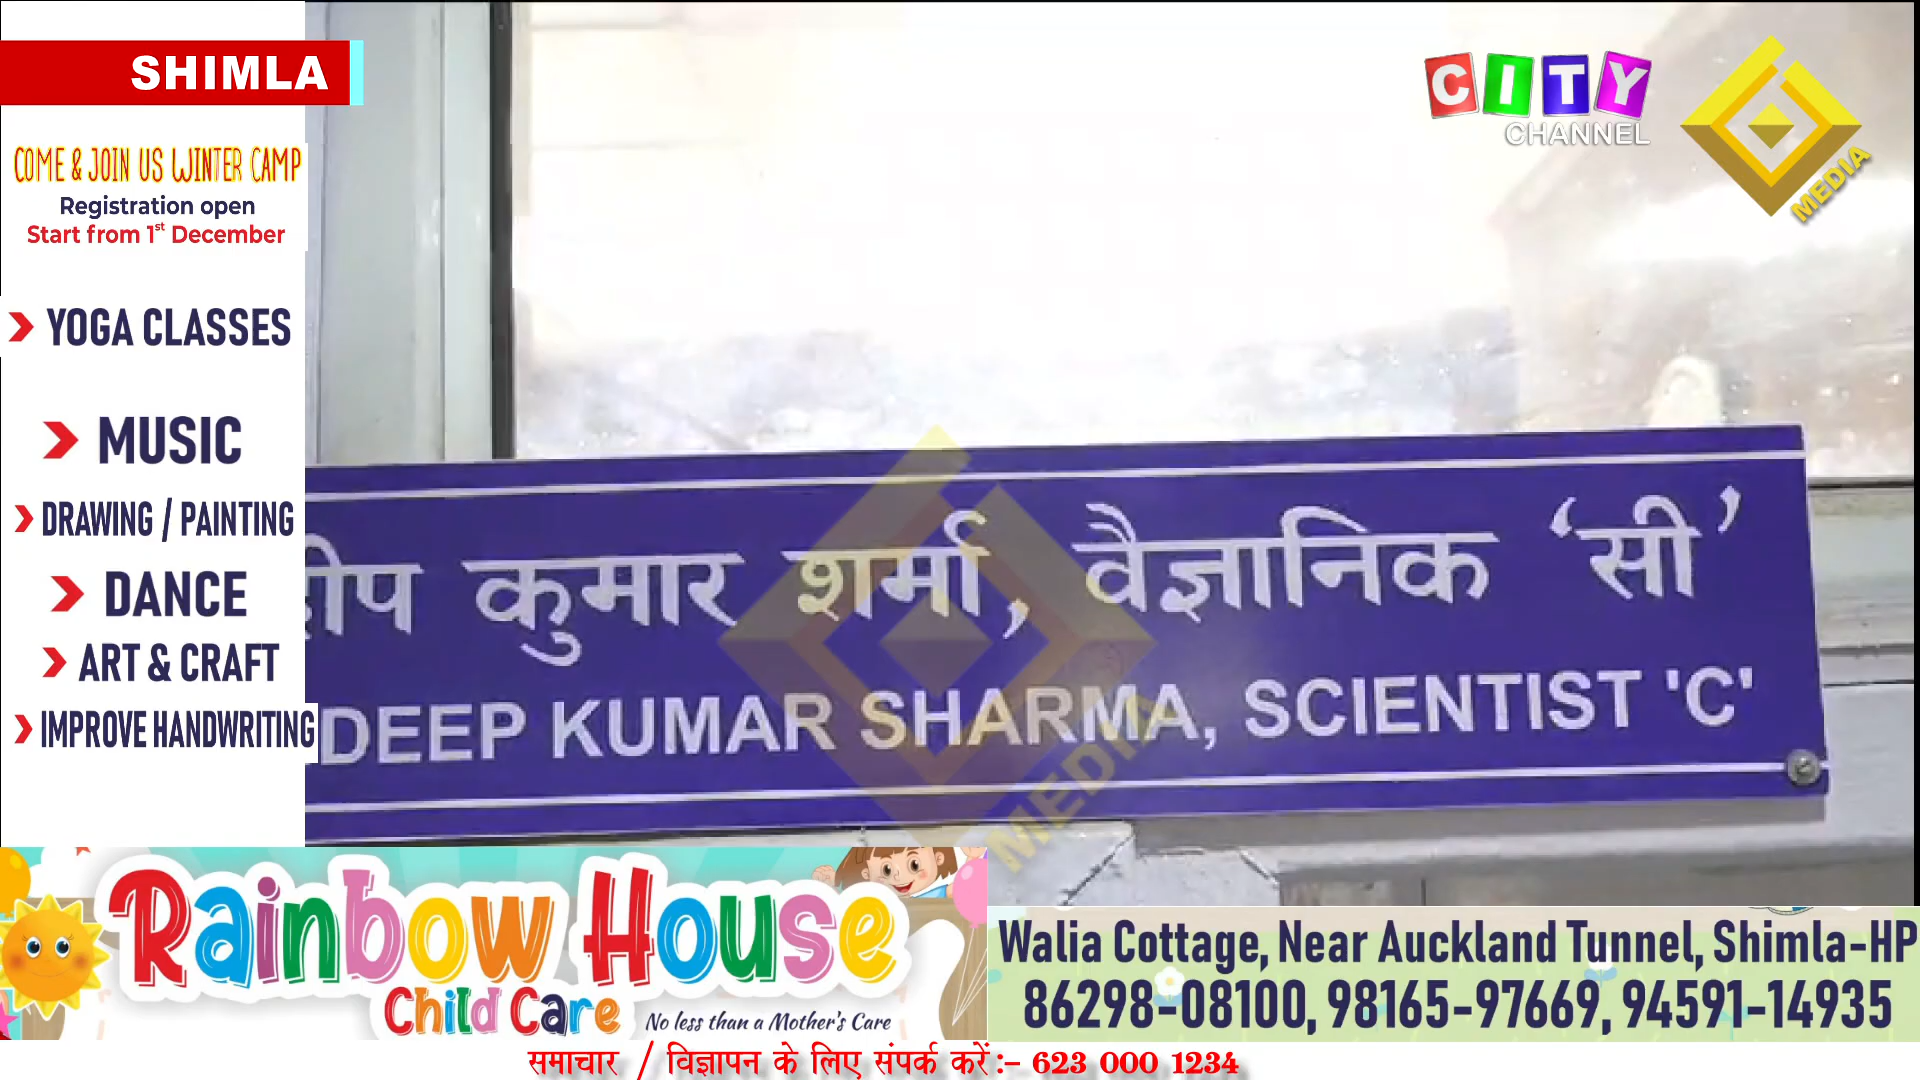 SHIMLA
CITY
CHANNEL
MEDIA
COME & JOIN US WINTER CAMP
Registration open
Start from 1st December
YOGA CLASSES
MUSIC
DRAWING / PAINTING
DANCE
ART & CRAFT
IMPROVE HANDWRITING
कुमार शर्मा, वैज्ञानिक ‘सी’
DEEP KUMAR SHARMA, SCIENTIST 'C'
MEDIA
Rainbow House
Child Care
No less than a Mother's Care
Walia Cottage, Near Auckland Tunnel, Shimla-HP
86298-08100, 98165-97669, 94591-14935
समाचार / विज्ञापन के लिए संपर्क करें:- 623 000 1234